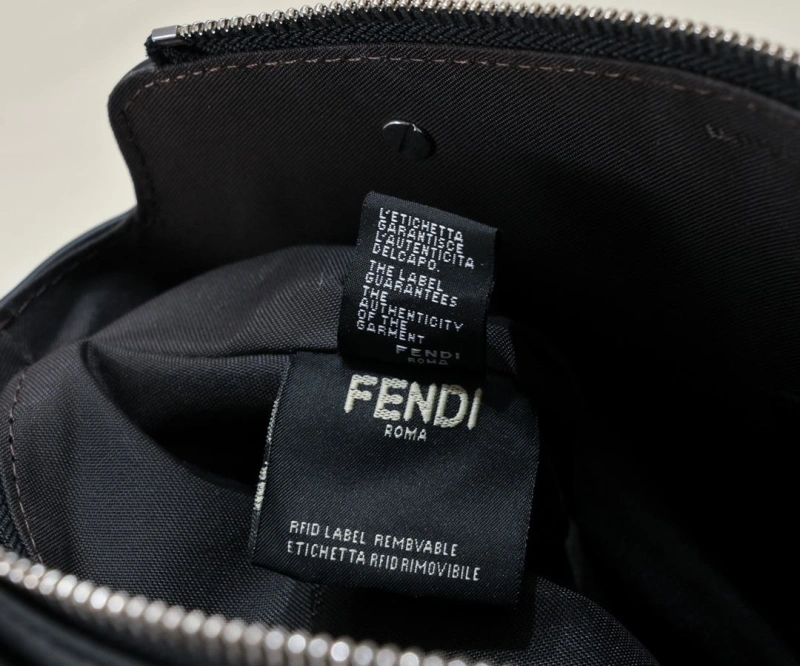 L'ETICHETTA
GARANTISCE
L'AUTENTICITA
DELCAPO.
THE LABEL
GUARANTEES
THE
AUTHENTICITY
OF THE
GARMENT
FENDI
ROMA
FENDI
ROMA
RFID LABEL REMBVABLE
ETICHETTA RFID RIMOVIBILE